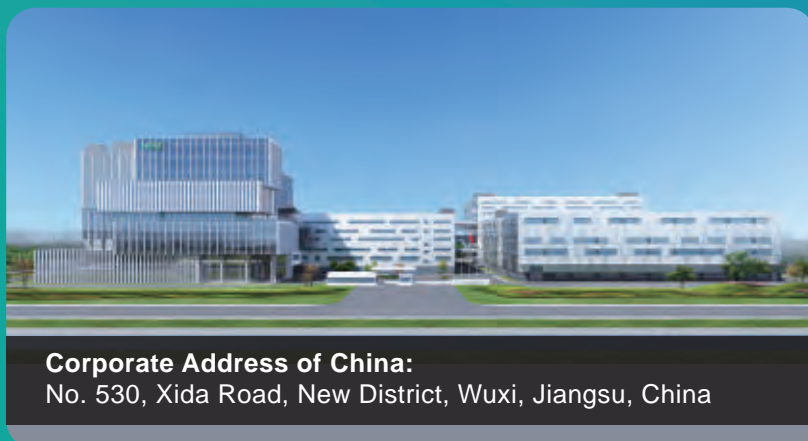 Corporate Address of China:
No. 530, Xida Road, New District, Wuxi, Jiangsu, China